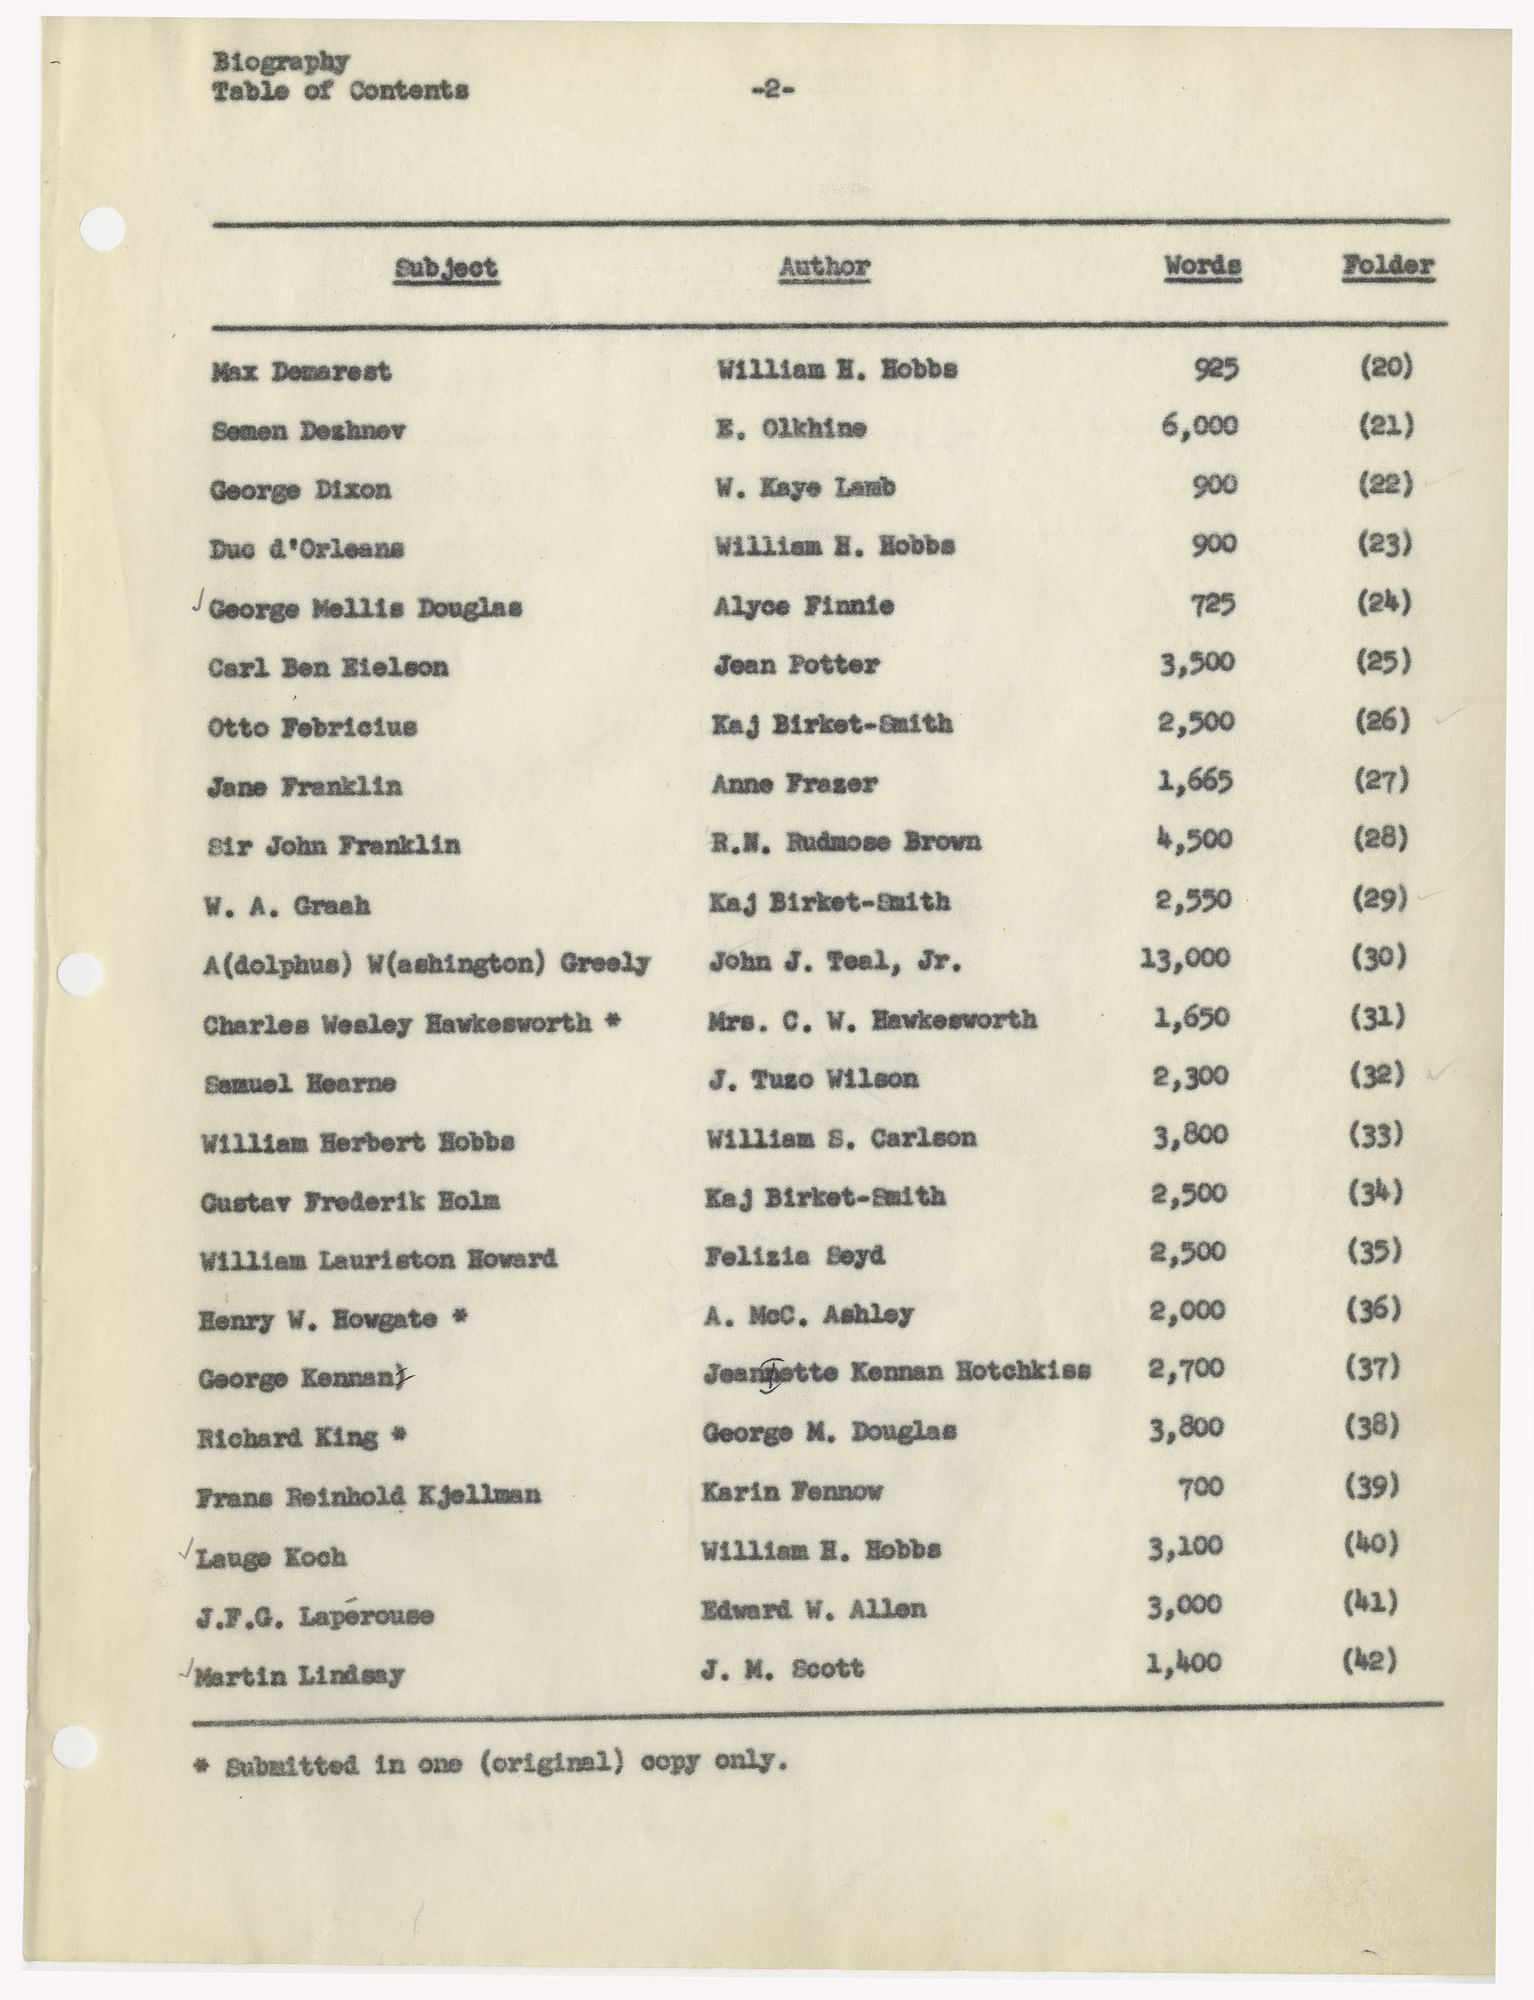 Biography
Table of Contents -2-
Subject Author Words Folder
Max Demarest William H. Hobbs 925 (20)
Semen Dezhnev E. Olkhine 6,000 (21)
George Dixon W. Kaye Lamb 900 (22)
Duc d'Orleans William H. Hobbs 900 (23)
✓ George Mellis Douglas Alyce Finnie 725 (24)
Carl Ben Eielson Jean Potter 3,500 (25)
Otto Fabricius Kaj Birket-Smith 2,500 (26) ✓
Jane Franklin Anne Frazer 1,665 (27)
Sir John Franklin R.N. Rudmose Brown 4,500 (28)
W. A. Graah Kaj Birket-Smith 2,550 (29) ✓
A(dolphus) W(ashington) Greely John J. Teal, Jr. 13,000 (30)
Charles Wesley Hawkesworth * Mrs. C. W. Hawkesworth 1,650 (31)
Samuel Hearne J. Tuzo Wilson 2,300 (32) ✓
William Herbert Hobbs William S. Carlson 3,800 (33)
Gustav Frederik Holm Kaj Birket-Smith 2,500 (34)
William Lauriston Howard Felizia Seyd 2,500 (35)
Henry W. Howgate * A. McC. Ashley 2,000 (36)
George Kennan Jeannette Kennan Hotchkiss 2,700 (37)
Richard King * George M. Douglas 3,800 (38)
Frans Reinhold Kjellman Karin Fennow 700 (39)
✓ Lauge Koch William H. Hobbs 3,100 (40)
J.F.G. Lapérouse Edward W. Allen 3,000 (41)
✓ Martin Lindsay J. M. Scott 1,400 (42)
* Submitted in one (original) copy only.